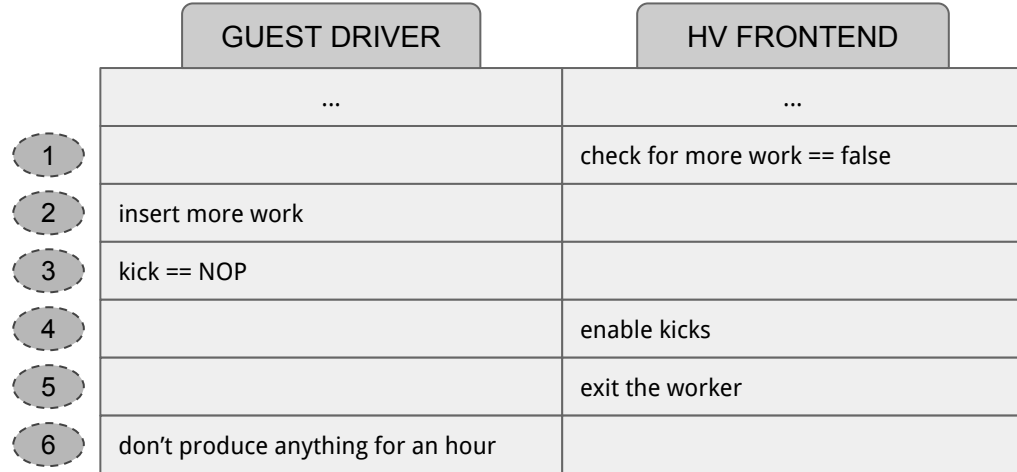 GUEST DRIVER HV FRONTEND
... ...
1 check for more work == false
2 insert more work
3 kick == NOP
4 enable kicks
5 exit the worker
6 don’t produce anything for an hour